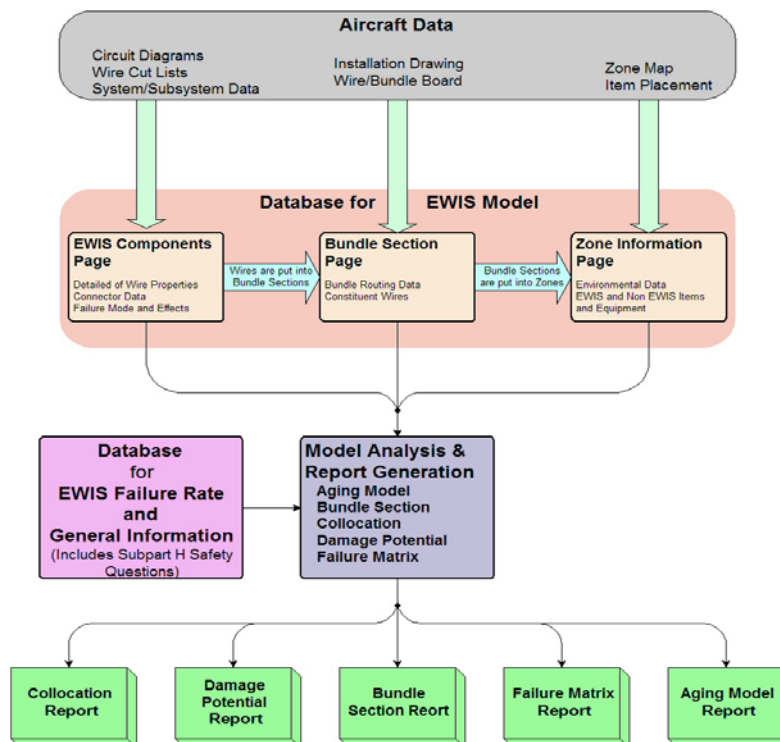 Aircraft Data
Circuit Diagrams
Wire Cut Lists
System/Subsystem Data
Installation Drawing
Wire/Bundle Board
Zone Map
Item Placement
Database for EWIS Model
EWIS Components
Page
Detailed of Wire Properties
Connector Data
Failure Mode and Effects
Wires are put into
Bundle Sections
Bundle Section
Page
Bundle Routing Data
Constituent Wires
Bundle Sections
are put into Zones
Zone Information
Page
Environmental Data
EWIS and Non EWIS Items
and Equipment
Database
for
EWIS Failure Rate
and
General Information
(Includes Subpart H Safety
Questions)
Model Analysis &
Report Generation
Aging Model
Bundle Section
Collocation
Damage Potential
Failure Matrix
Collocation
Report
Damage
Potential
Report
Bundle
Section Reort
Failure Matrix
Report
Aging Model
Report